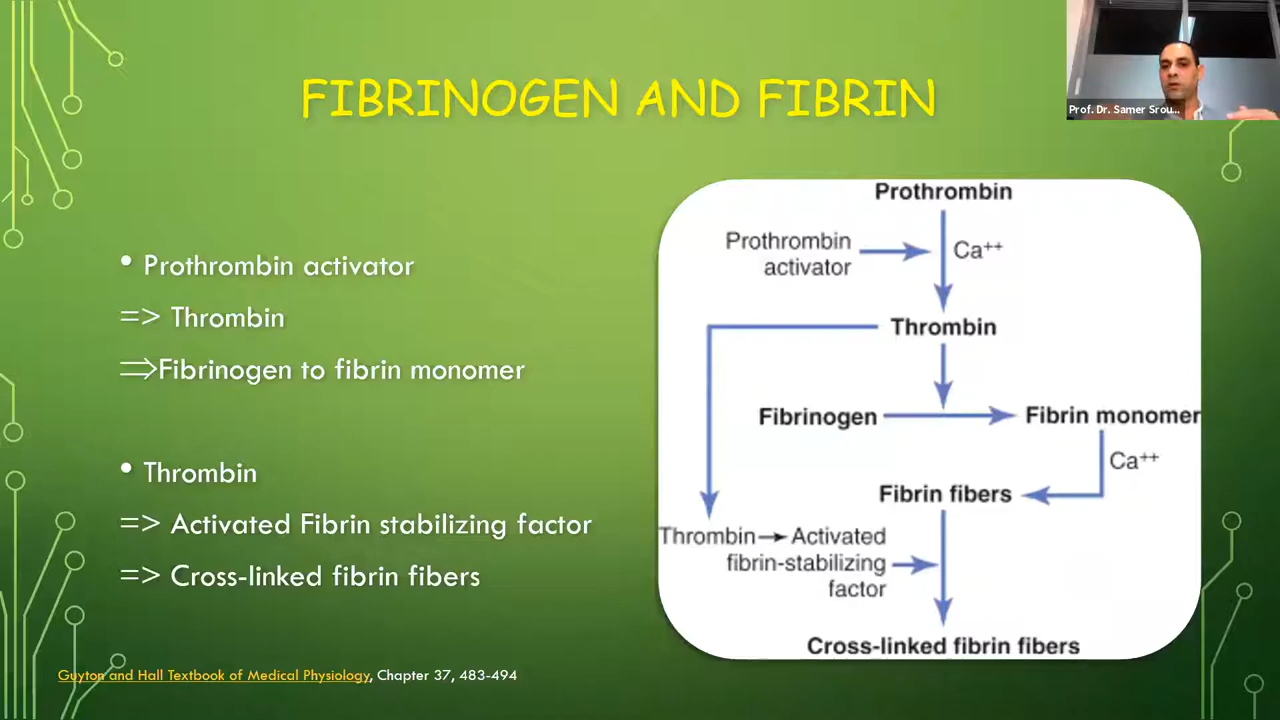 FIBRINOGEN AND FIBRIN
Prof. Dr. Samer Srou...
• Prothrombin activator
=> Thrombin
⇒Fibrinogen to fibrin monomer
• Thrombin
=> Activated Fibrin stabilizing factor
=> Cross-linked fibrin fibers
Guyton and Hall Textbook of Medical Physiology, Chapter 37, 483-494
Prothrombin
Prothrombin
activator
Ca++
Thrombin
Fibrinogen
Fibrin monomer
Ca++
Fibrin fibers
Thrombin→Activated
fibrin-stabilizing
factor
Cross-linked fibrin fibers